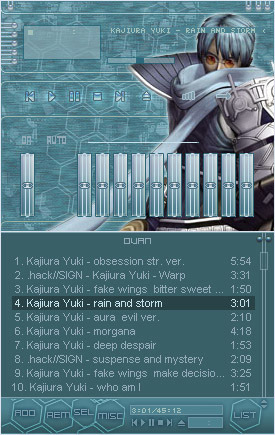 KAJIURA YUKI - RAIN AND STORM <
ON AUTO
QVAN
1. Kajiura Yuki - obsession str. ver. 5:54
2. .hack//SIGN - Kajiura Yuki - Warp 3:31
3. Kajiura Yuki - fake wings bitter sweet ... 1:50
4. Kajiura Yuki - rain and storm 3:01
5. Kajiura Yuki - aura evil ver. 2:10
6. Kajiura Yuki - morgana 4:18
7. Kajiura Yuki - deep despair 1:53
8. .hack//SIGN - suspense and mystery 2:09
9. Kajiura Yuki - fake wings make decisio... 3:25
10. Kajiura Yuki - who am I 1:51
ADD REM SEL MISC 3:01/45:12 LIST